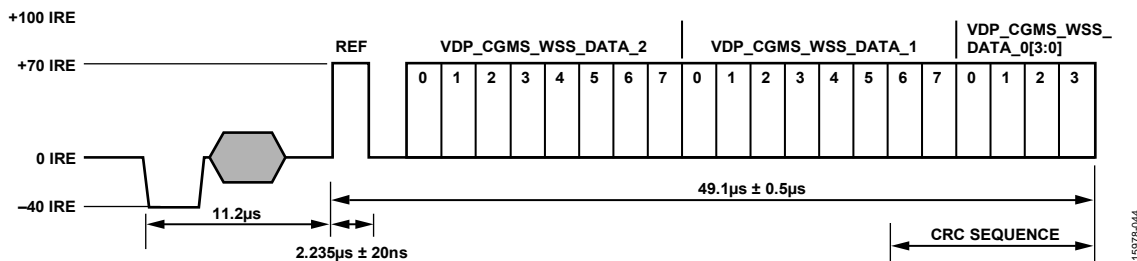 +100 IRE
REF
VDP_CGMS_WSS_DATA_2
VDP_CGMS_WSS_DATA_1
VDP_CGMS_WSS_
DATA_0[3:0]
+70 IRE
0 1 2 3 4 5 6 7 0 1 2 3 4 5 6 7 0 1 2 3
0 IRE
–40 IRE
49.1µs ± 0.5µs
11.2µs
2.235µs ± 20ns
CRC SEQUENCE
15978-044